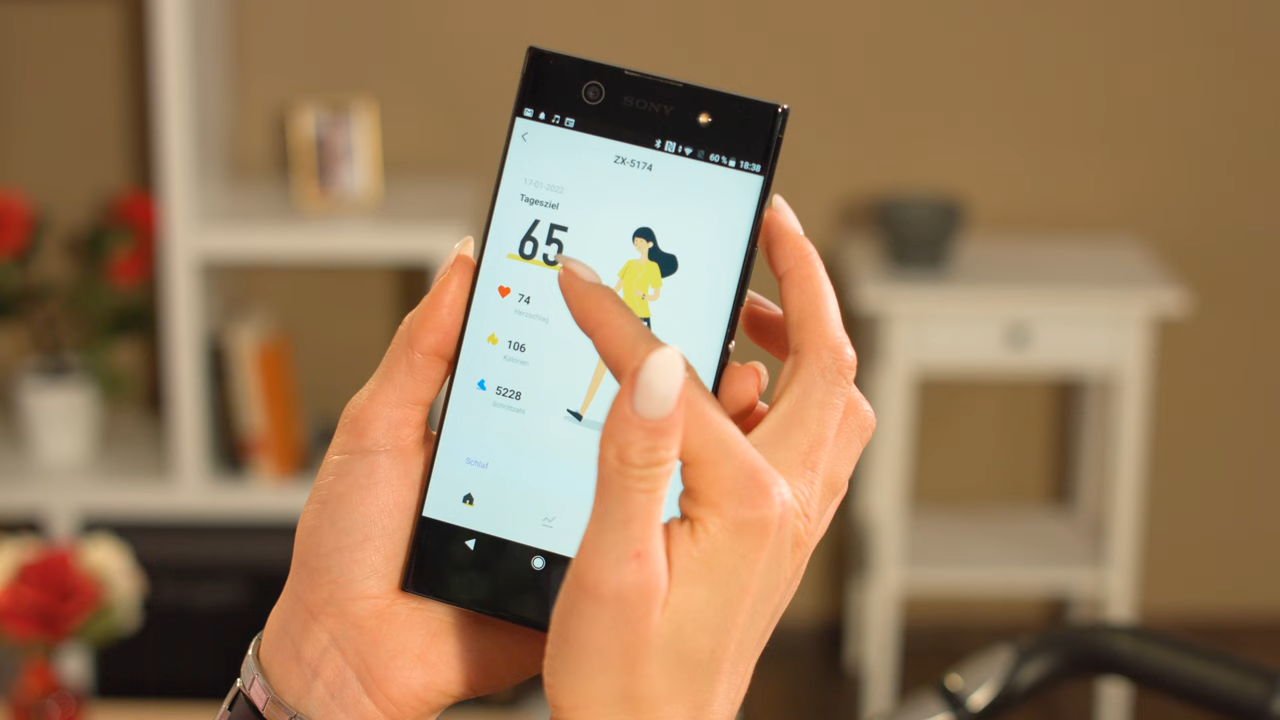 SONY
60 % 18:38
ZX-5174
17-01-2022
Tagesziel
65
74
Herzschlag
106
Kalorien
5228
Schrittzahl
Schlaf